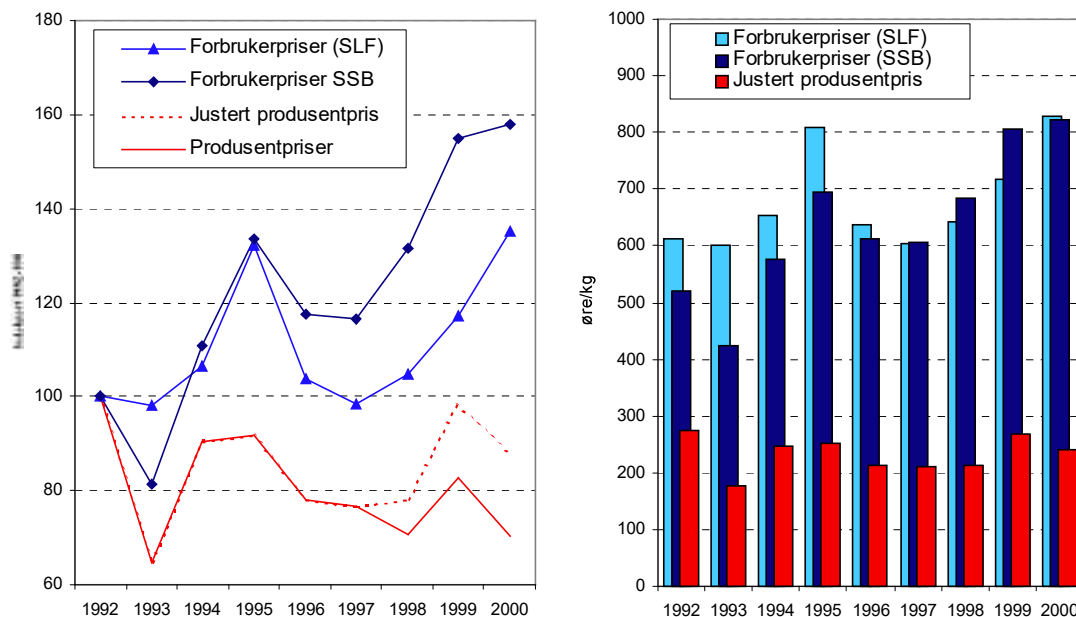 180
160
140
120
100
80
60
Forbrukerpriser (SLF)
Forbrukerpriser SSB
Justert produsentpris
Produsentpriser
1992 1993 1994 1995 1996 1997 1998 1999 2000
1000
900
800
700
600
500
400
300
200
100
0
øre/kg
Forbrukerpriser (SLF)
Forbrukerpriser (SSB)
Justert produsentpris
1992 1993 1994 1995 1996 1997 1998 1999 2000